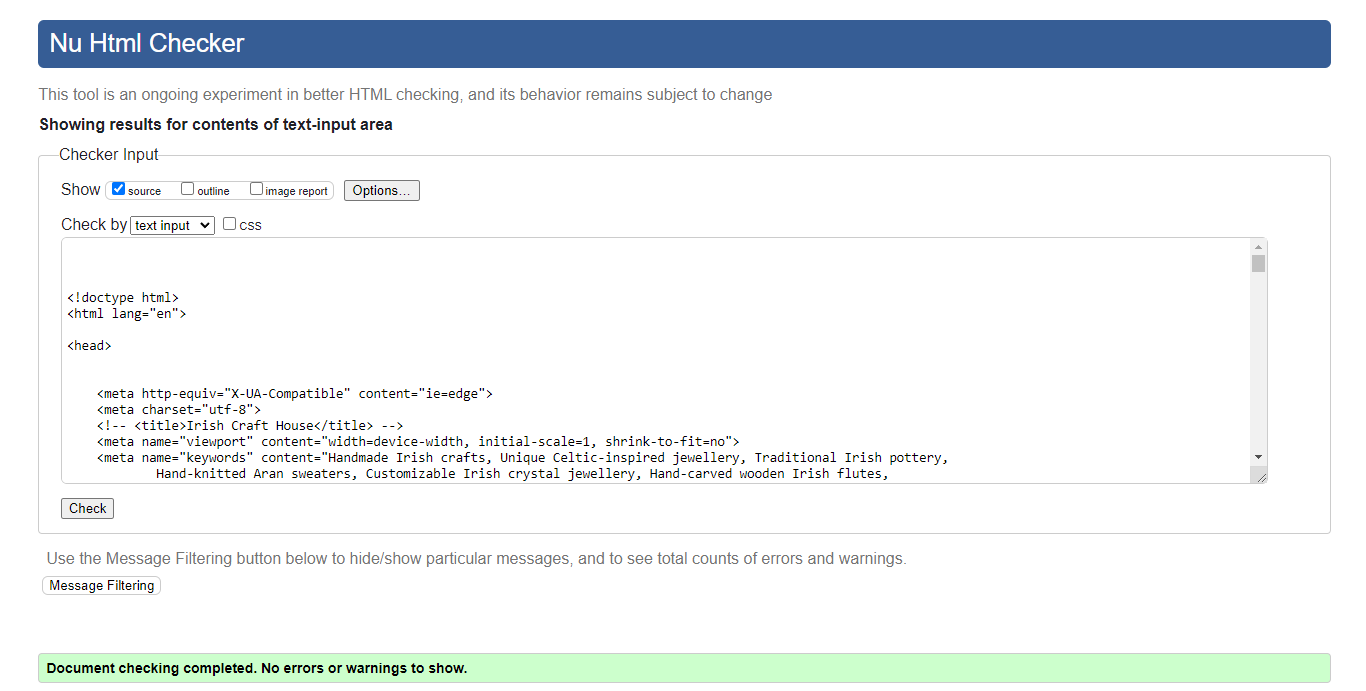 Nu Html Checker
This tool is an ongoing experiment in better HTML checking, and its behavior remains subject to change
Showing results for contents of text-input area
Checker Input
Show source outline image report Options...
Check by text input css
<!doctype html>
<html lang="en">
<head>
<meta http-equiv="X-UA-Compatible" content="ie=edge">
<meta charset="utf-8">
<!-- <title>Irish Craft House</title> -->
<meta name="viewport" content="width=device-width, initial-scale=1, shrink-to-fit=no">
<meta name="keywords" content="Handmade Irish crafts, Unique Celtic-inspired jewellery, Traditional Irish pottery,
Hand-knitted Aran sweaters, Customizable Irish crystal jewellery, Hand-carved wooden Irish flutes,
Check
Use the Message Filtering button below to hide/show particular messages, and to see total counts of errors and warnings.
Message Filtering
Document checking completed. No errors or warnings to show.